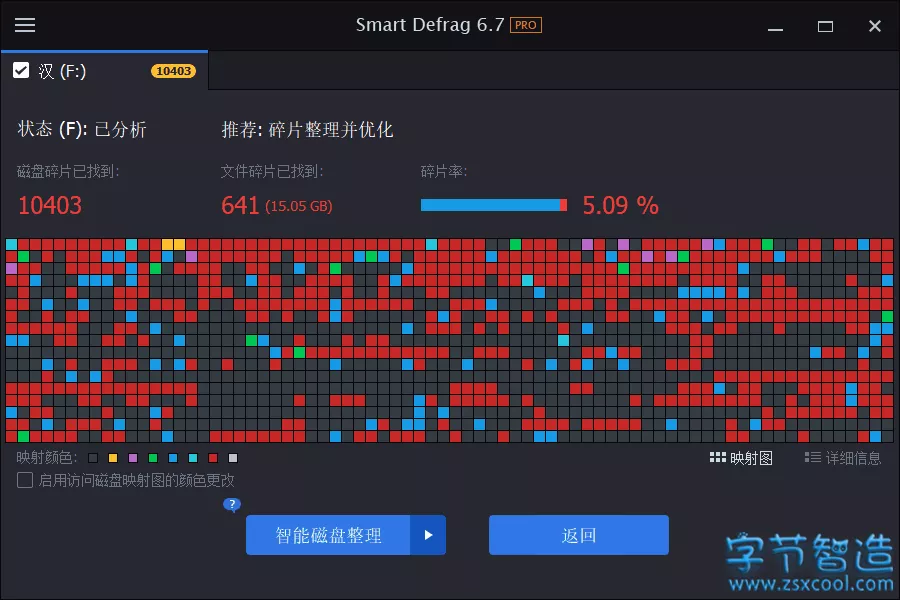 Smart Defrag 6.7 PRO
汉 (F:) 10403
状态 (F): 已分析 推荐: 碎片整理并优化
磁盘碎片已找到: 文件碎片已找到: 碎片率:
10403 641 (15.05 GB) 5.09 %
映射颜色: 映射图 详细信息
启用访问磁盘映射图的颜色更改
?
智能磁盘整理 返回
字节智造
www.zsxcool.com